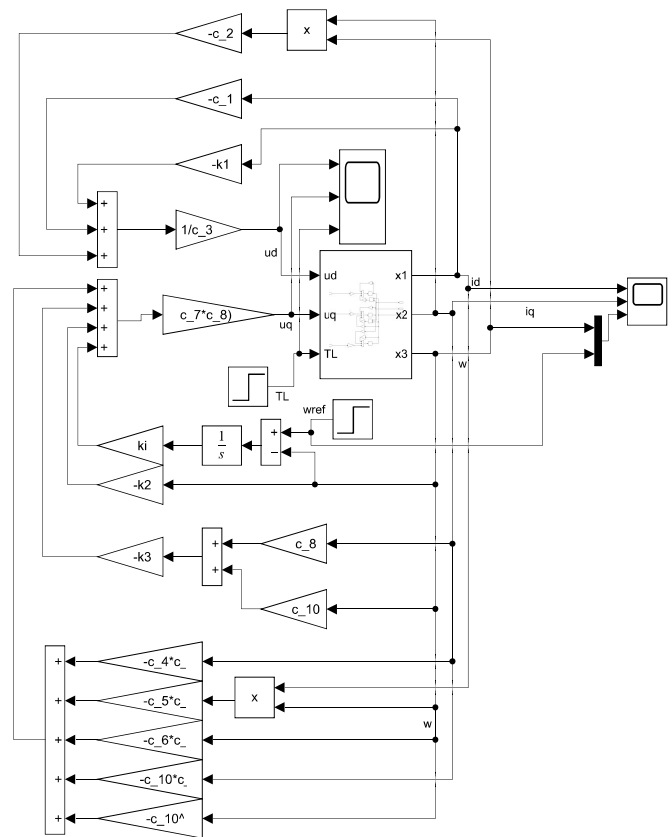 -c_2
x
-c_1
-k1
+
+
+
1/c_3
ud
ud
x1
id
+
+
+
+
c_7*c_8)
uq
uq
x2
iq
TL
x3
w
TL
wref
ki
1
s
+
−
-k2
-k3
+
+
c_8
c_10
+
-c_4*c_
+
-c_5*c_
x
+
-c_6*c_
w
+
-c_10*c_
+
-c_10^